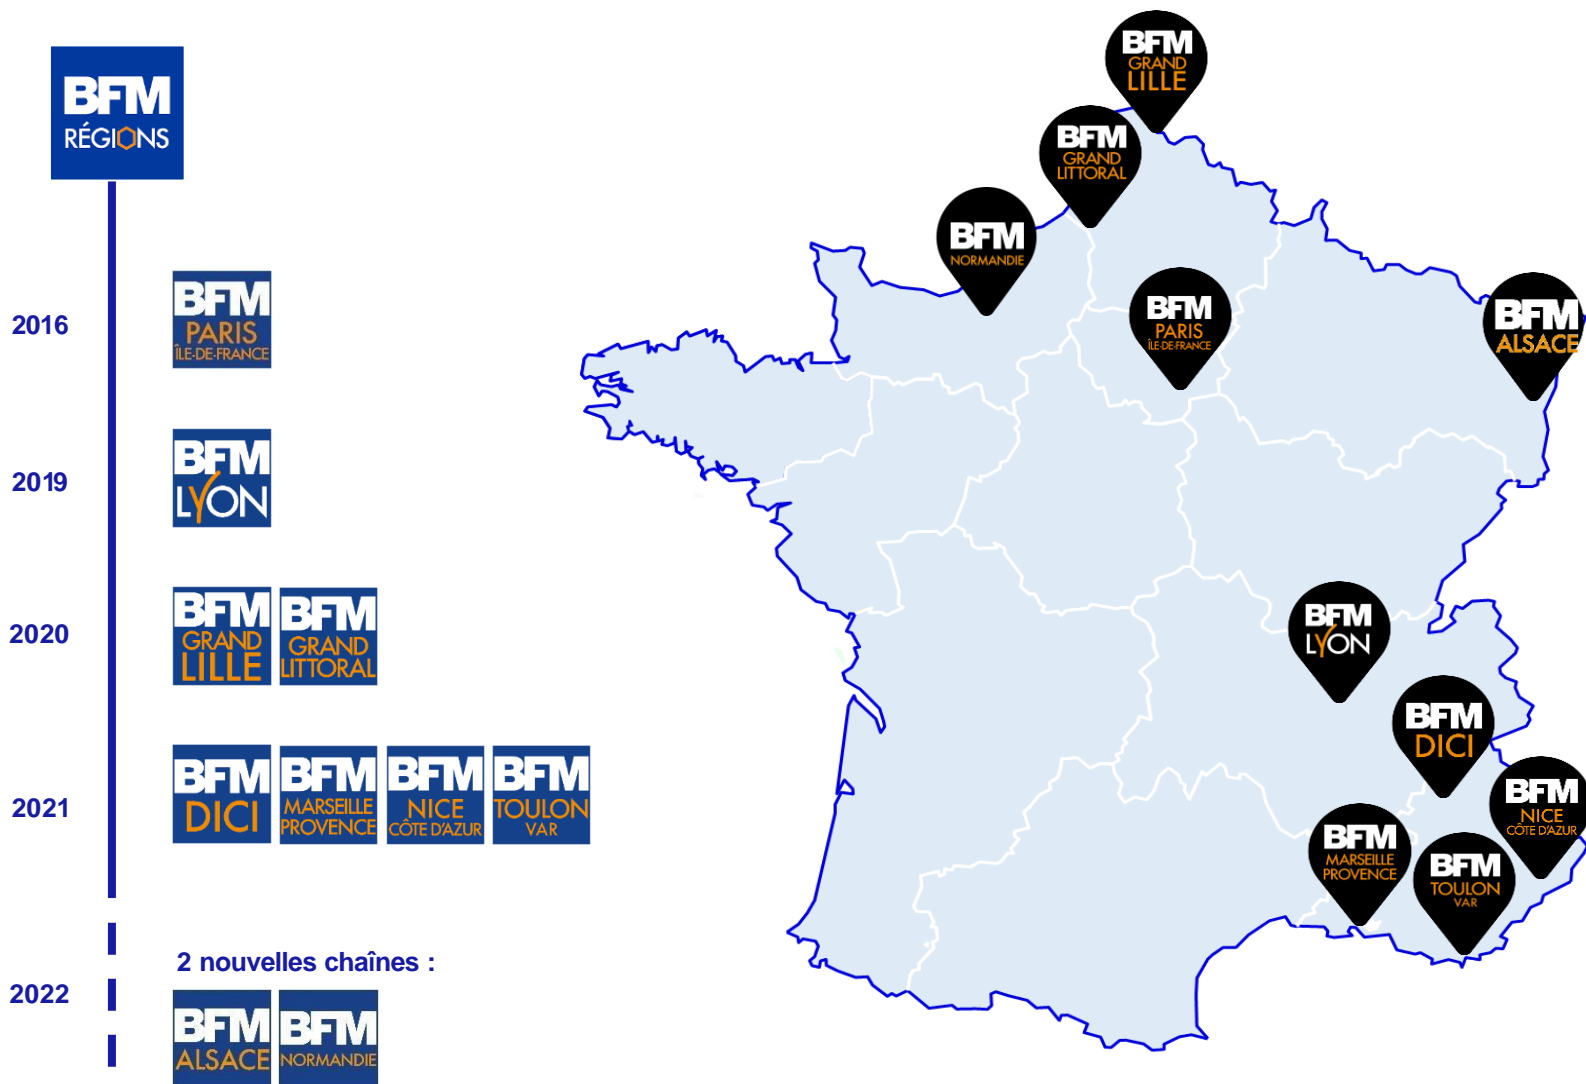 BFM
RÉGIONS
2016
BFM
PARIS
ÎLE-DE-FRANCE
2019
BFM
LYON
2020
BFM
GRAND
LILLE
BFM
GRAND
LITTORAL
2021
BFM
DICI
BFM
MARSEILLE
PROVENCE
BFM
NICE
CÔTE D'AZUR
BFM
TOULON
VAR
2 nouvelles chaînes :
2022
BFM
ALSACE
BFM
NORMANDIE
BFM
GRAND
LILLE
BFM
GRAND
LITTORAL
BFM
NORMANDIE
BFM
PARIS
ÎLE-DE-FRANCE
BFM
ALSACE
BFM
LYON
BFM
DICI
BFM
NICE
CÔTE D'AZUR
BFM
MARSEILLE
PROVENCE
BFM
TOULON
VAR